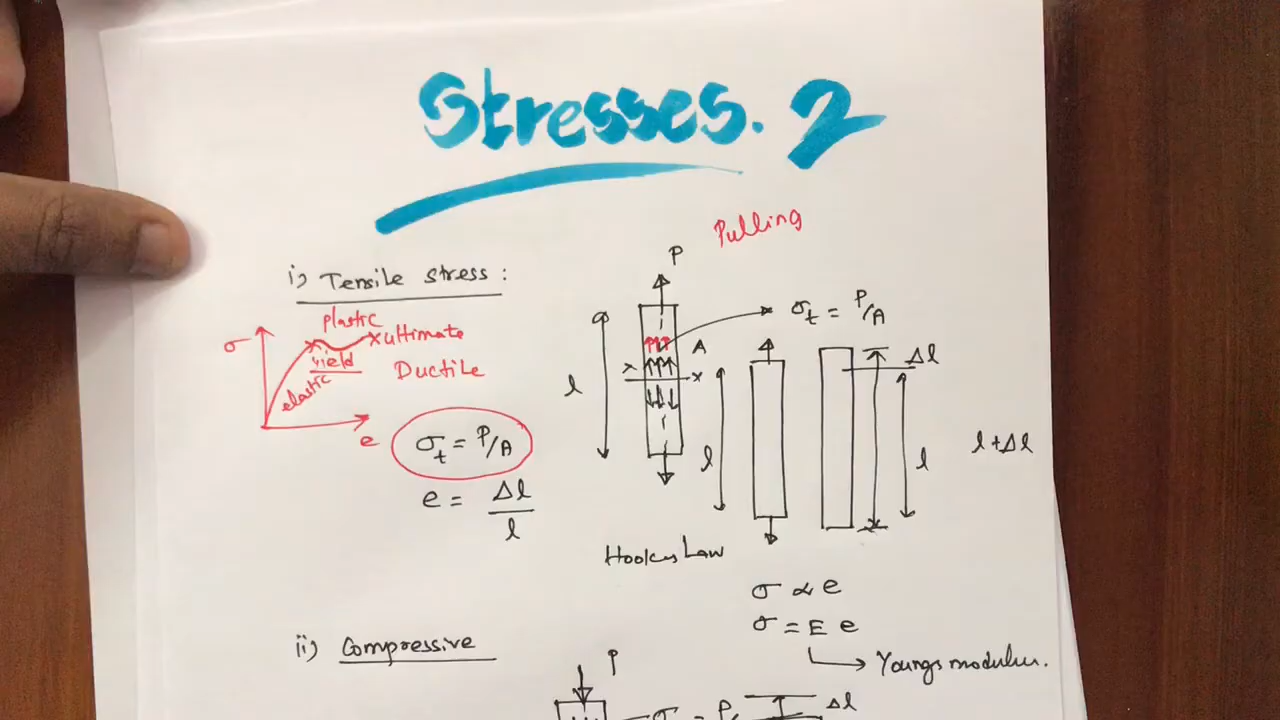 Stresses. 2
Pulling
P
i) Tensile stress :
σt = P/A
plastic
ultimate
σ
yield
elastic
Ductile
e
A
x x
l
Δl
l
l
l + Δl
σt = P/A
e = Δl/l
Hookes Law
σ ∝ e
σ = E e
Youngs modulus.
ii) Compressive
P
Δl